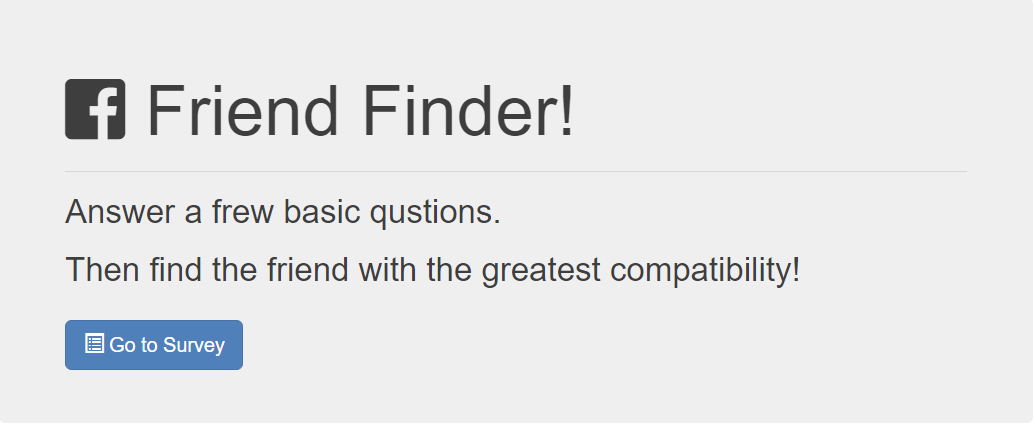 Friend Finder!
Answer a frew basic qustions.
Then find the friend with the greatest compatibility!
Go to Survey